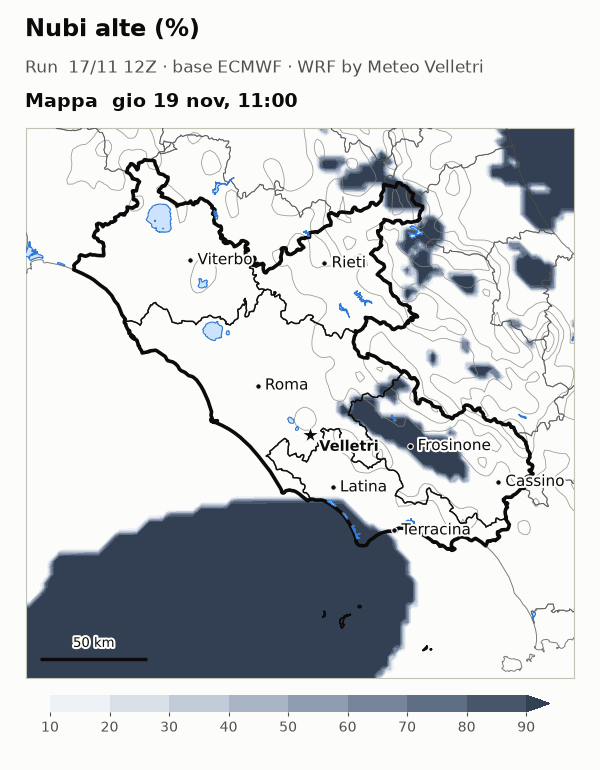 Nubi alte (%)
Run 17/11 12Z · base ECMWF · WRF by Meteo Velletri
Mappa gio 19 nov, 11:00
Viterbo
Rieti
Roma
Velletri
Frosinone
Latina
Cassino
Terracina
50 km
10 20 30 40 50 60 70 80 90